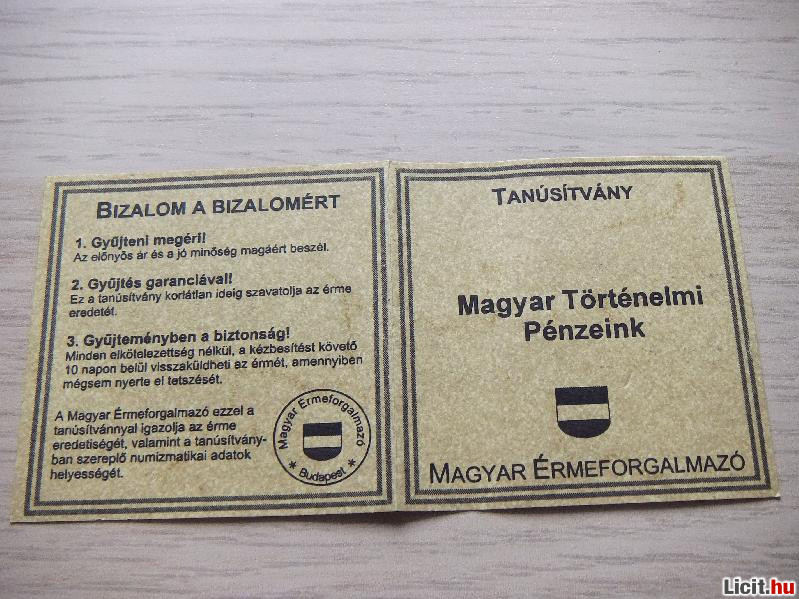 BIZALOM A BIZALOMÉRT
1. Gyűjteni megéri!
Az előnyös ár és a jó minőség magáért beszél.
2. Gyűjtés garanciával!
Ez a tanúsítvány korlátlan ideig szavatolja az érme
eredetét.
3. Gyűjteményben a biztonság!
Minden elkötelezettség nélkül, a kézbesítést követő
10 napon belül visszaküldheti az érmét, amennyiben
mégsem nyerte el tetszését.
A Magyar Érmeforgalmazó ezzel a
tanúsítvánnyal igazolja az érme
eredetiségét, valamint a tanúsítvány-
ban szereplő numizmatikai adatok
helyességét.
Magyar Érmeforgalmazó
* Budapest *
TANÚSÍTVÁNY
Magyar Történelmi
Pénzeink
MAGYAR ÉRMEFORGALMAZÓ
Licit.hu